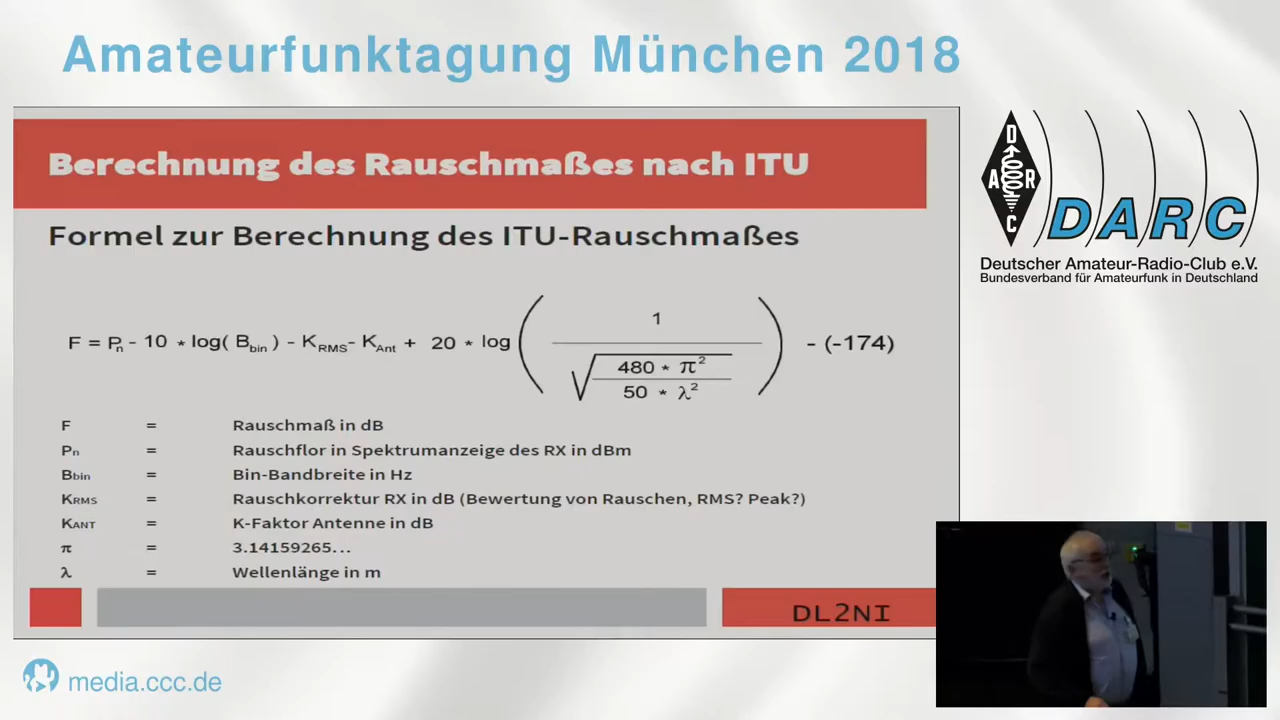 Amateurfunktagung München 2018
Berechnung des Rauschmaßes nach ITU
Formel zur Berechnung des ITU-Rauschmaßes
F = Pn - 10 * log( Bbin ) - KRMS - KAnt + 20 * log ( 1 / √( 480 * π² / 50 * λ² ) ) - (-174)
F = Rauschmaß in dB
Pn = Rauschflor in Spektrumanzeige des RX in dBm
Bbin = Bin-Bandbreite in Hz
KRMS = Rauschkorrektur RX in dB (Bewertung von Rauschen, RMS? Peak?)
KANT = K-Faktor Antenne in dB
π = 3.14159265...
λ = Wellenlänge in m
DL2NI
D
A R
C
DARC
Deutscher Amateur-Radio-Club e.V.
Bundesverband für Amateurfunk in Deutschland
media.ccc.de